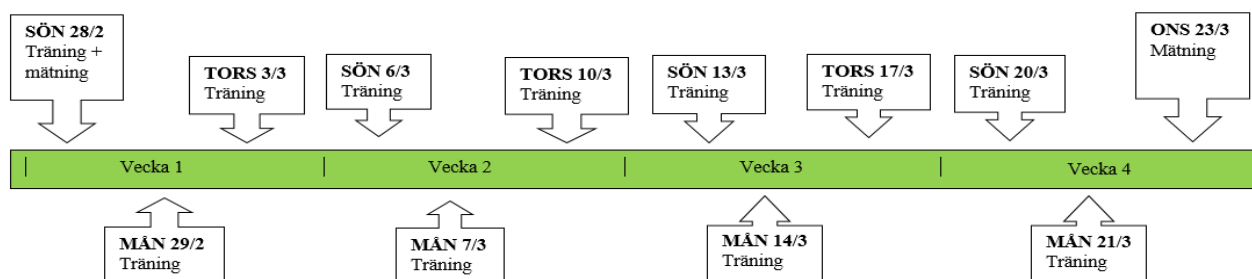 SÖN 28/2
Träning +
mätning
TORS 3/3
Träning
SÖN 6/3
Träning
TORS 10/3
Träning
SÖN 13/3
Träning
TORS 17/3
Träning
SÖN 20/3
Träning
ONS 23/3
Mätning
Vecka 1
Vecka 2
Vecka 3
Vecka 4
MÅN 29/2
Träning
MÅN 7/3
Träning
MÅN 14/3
Träning
MÅN 21/3
Träning